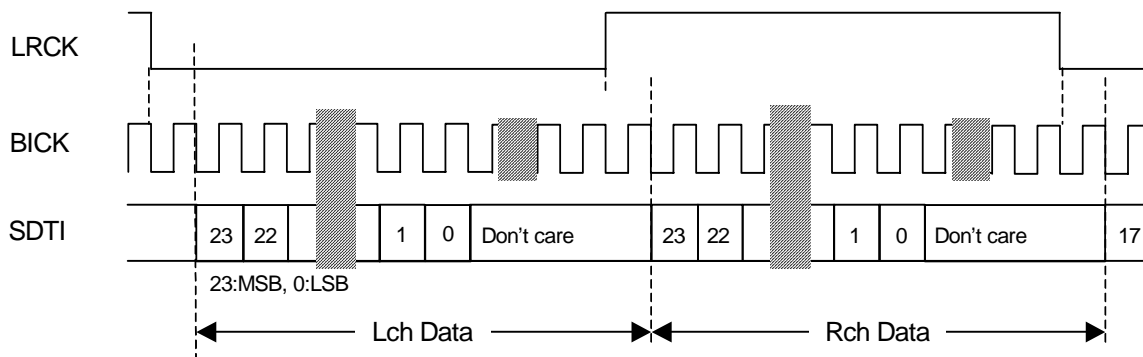 LRCK
BICK
SDTI 23 22 1 0 Don't care 23 22 1 0 Don't care 17
23:MSB, 0:LSB
Lch Data Rch Data